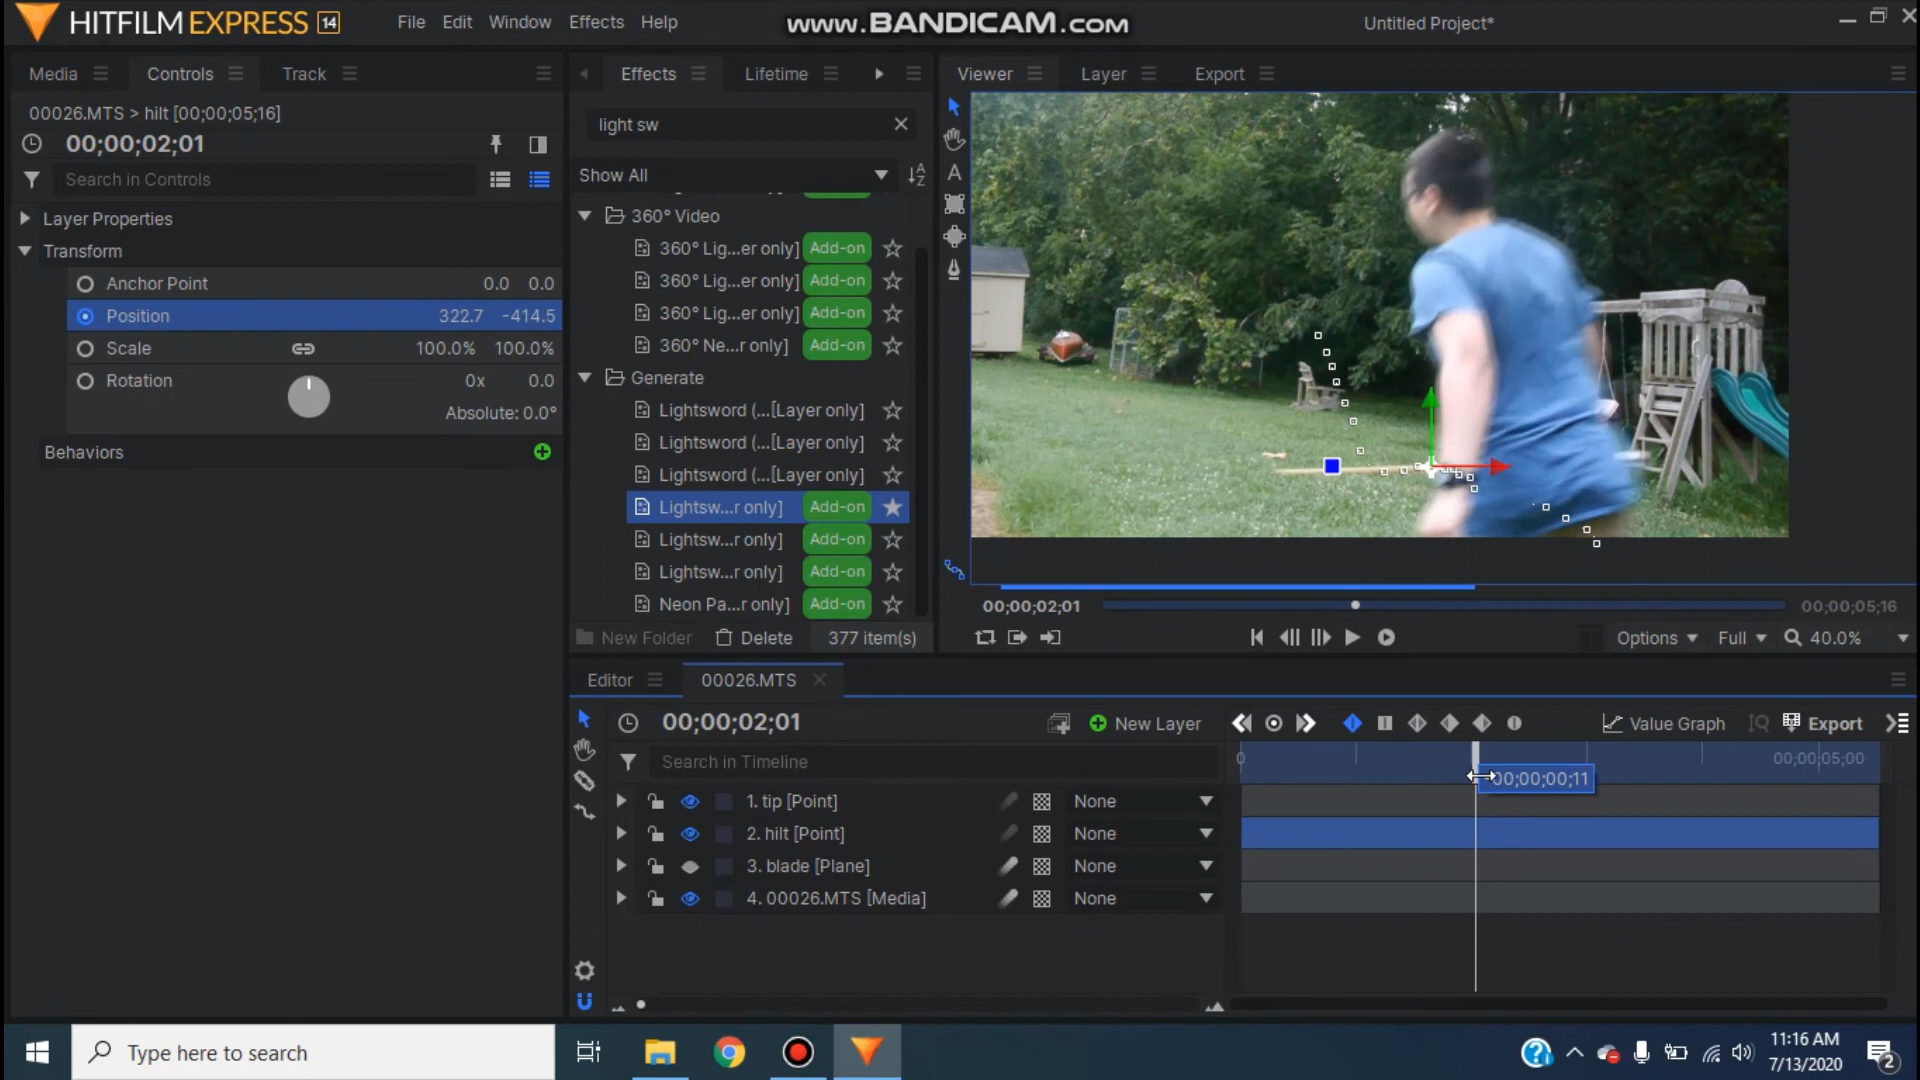 HITFILM EXPRESS 14
File Edit Window Effects Help
www.BANDICAM.com
Untitled Project*
Media
Controls
Track
Effects
Lifetime
Viewer
Layer
Export
00026.MTS > hilt [00;00;05;16]
00;00;02;01
Search in Controls
Layer Properties
Transform
Anchor Point 0.0 0.0
Position 322.7 -414.5
Scale 100.0% 100.0%
Rotation 0x 0.0
Absolute: 0.0°
Behaviors
light sw
Show All
360° Video
360° Lig...er only] Add-on
360° Lig...er only] Add-on
360° Lig...er only] Add-on
360° Ne...r only] Add-on
Generate
Lightsword (...[Layer only]
Lightsword (...[Layer only]
Lightsword (...[Layer only]
Lightsw...r only] Add-on
Lightsw...r only] Add-on
Lightsw...r only] Add-on
Neon Pa...r only] Add-on
New Folder Delete 377 item(s)
00;00;02;01
00;00;05;16
Options Full 40.0%
Editor
00026.MTS
00;00;02;01
New Layer
Value Graph
Export
Search in Timeline
0
00;00;05;00
00;00;00;11
1. tip [Point] None
2. hilt [Point] None
3. blade [Plane] None
4. 00026.MTS [Media] None
Type here to search
11:16 AM
7/13/2020
2